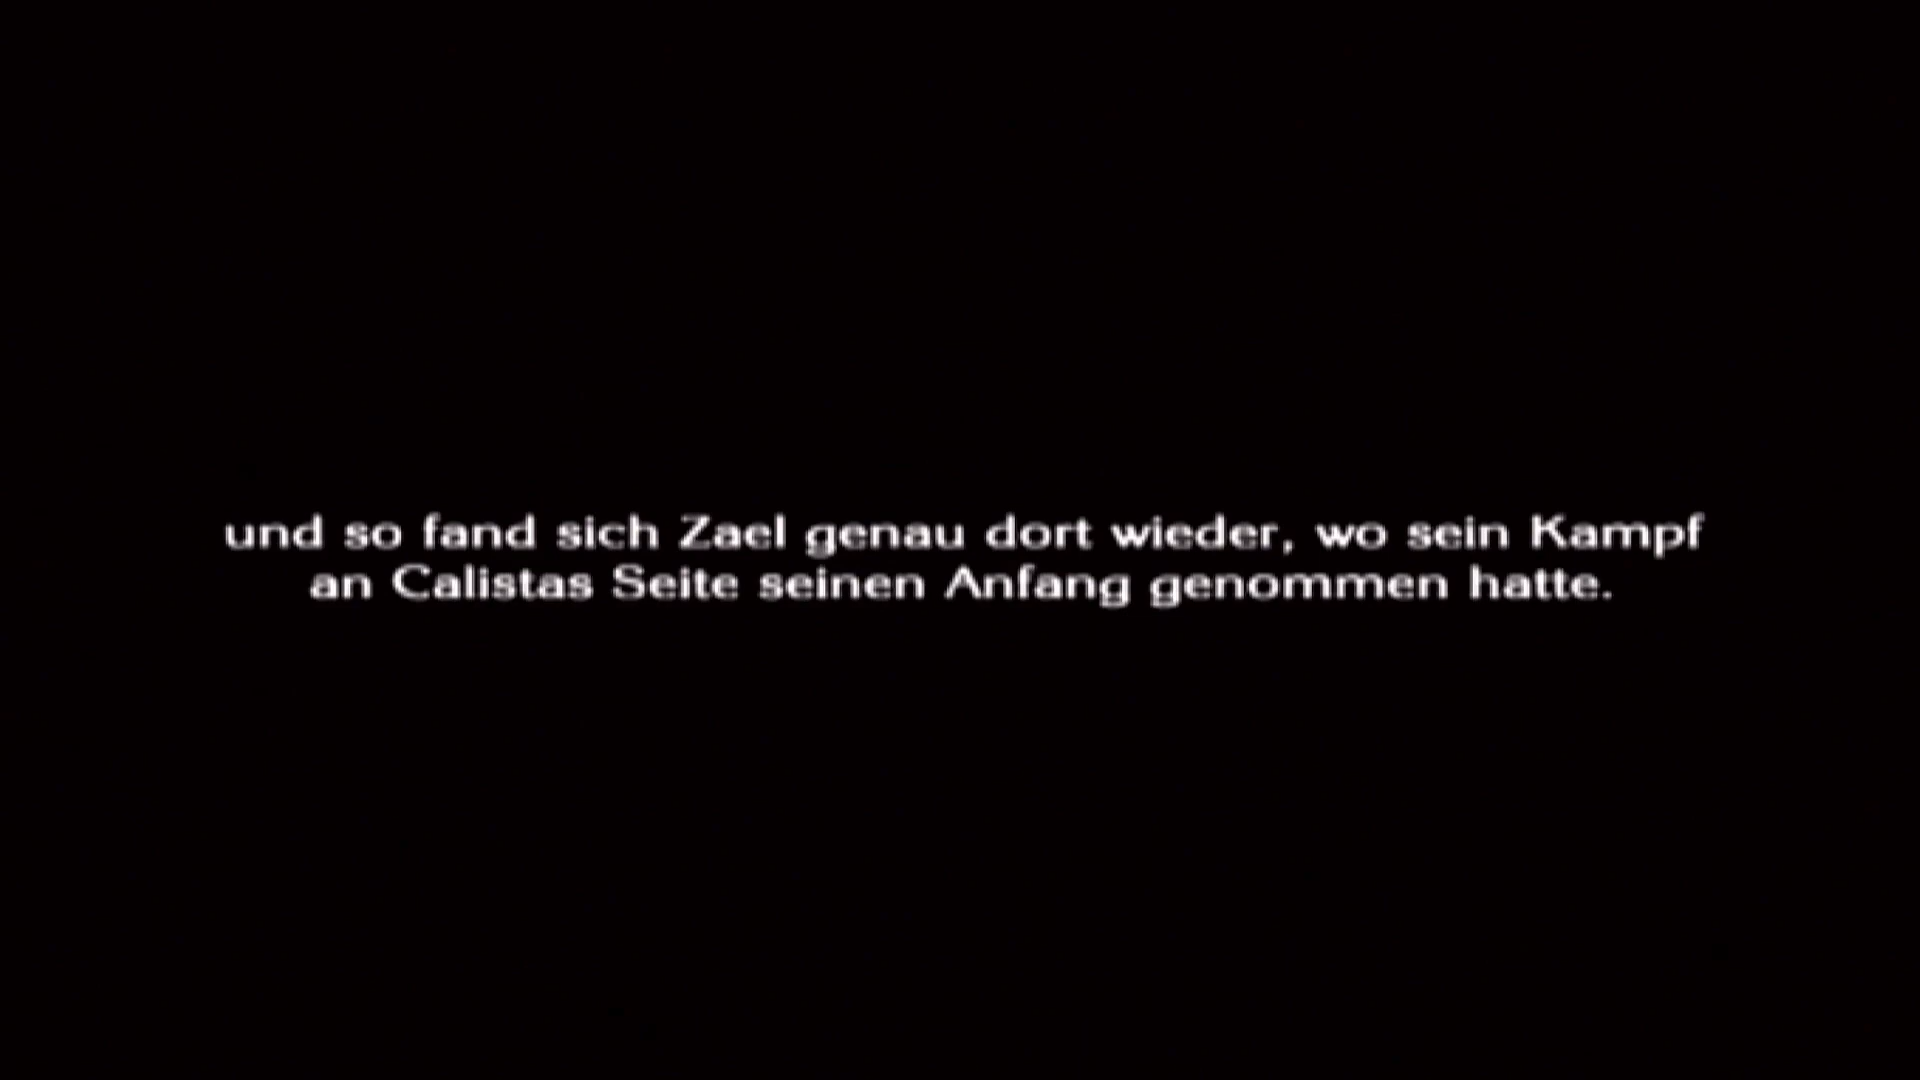 und so fand sich Zael genau dort wieder, wo sein Kampf
an Calistas Seite seinen Anfang genommen hatte.